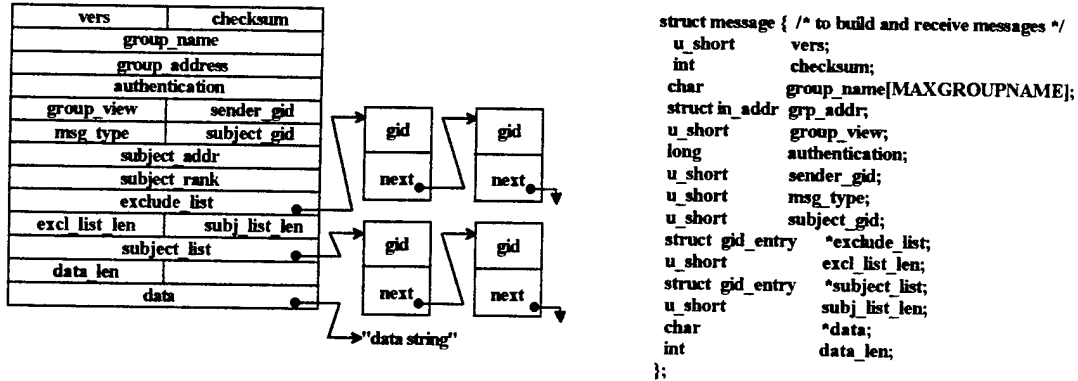 vers checksum
group_name
group_address
authentication
group_view sender_gid
msg_type subject_gid
subject_addr
subject_rank
exclude_list
excl_list_len subj_list_len
subject_list
data_len
data
gid gid
next next
gid gid
next next
"data string"
struct message { /* to build and receive messages */
u_short vers;
int checksum;
char group_name[MAXGROUPNAME];
struct in_addr grp_addr;
u_short group_view;
long authentication;
u_short sender_gid;
u_short msg_type;
u_short subject_gid;
struct gid_entry *exclude_list;
u_short excl_list_len;
struct gid_entry *subject_list;
u_short subj_list_len;
char *data;
int data_len;
};